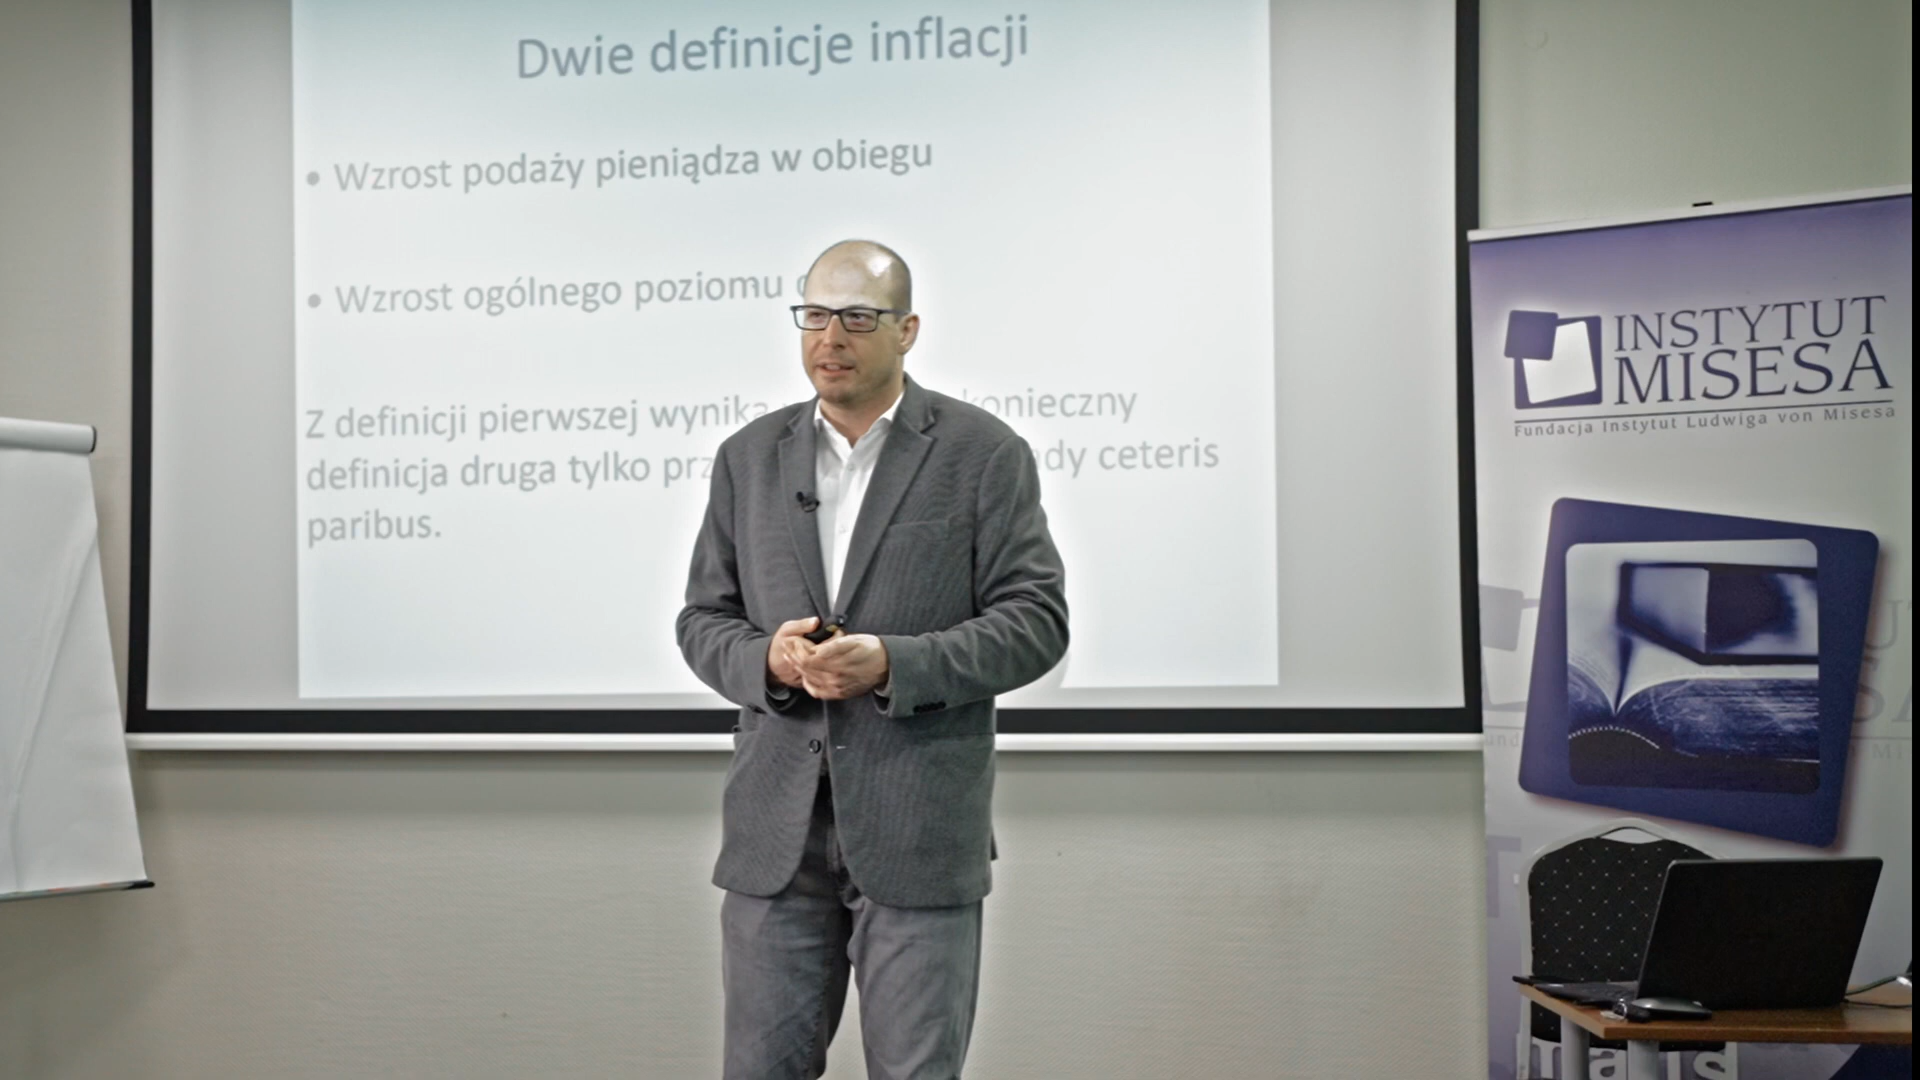 Dwie definicje inflacji
• Wzrost podaży pieniądza w obiegu
• Wzrost ogólnego poziomu
Z definicji pierwszej wynika konieczny
definicja druga tylko ceteris
paribus.
INSTYTUT
MISESA
Fundacja Instytut Ludwiga von Misesa